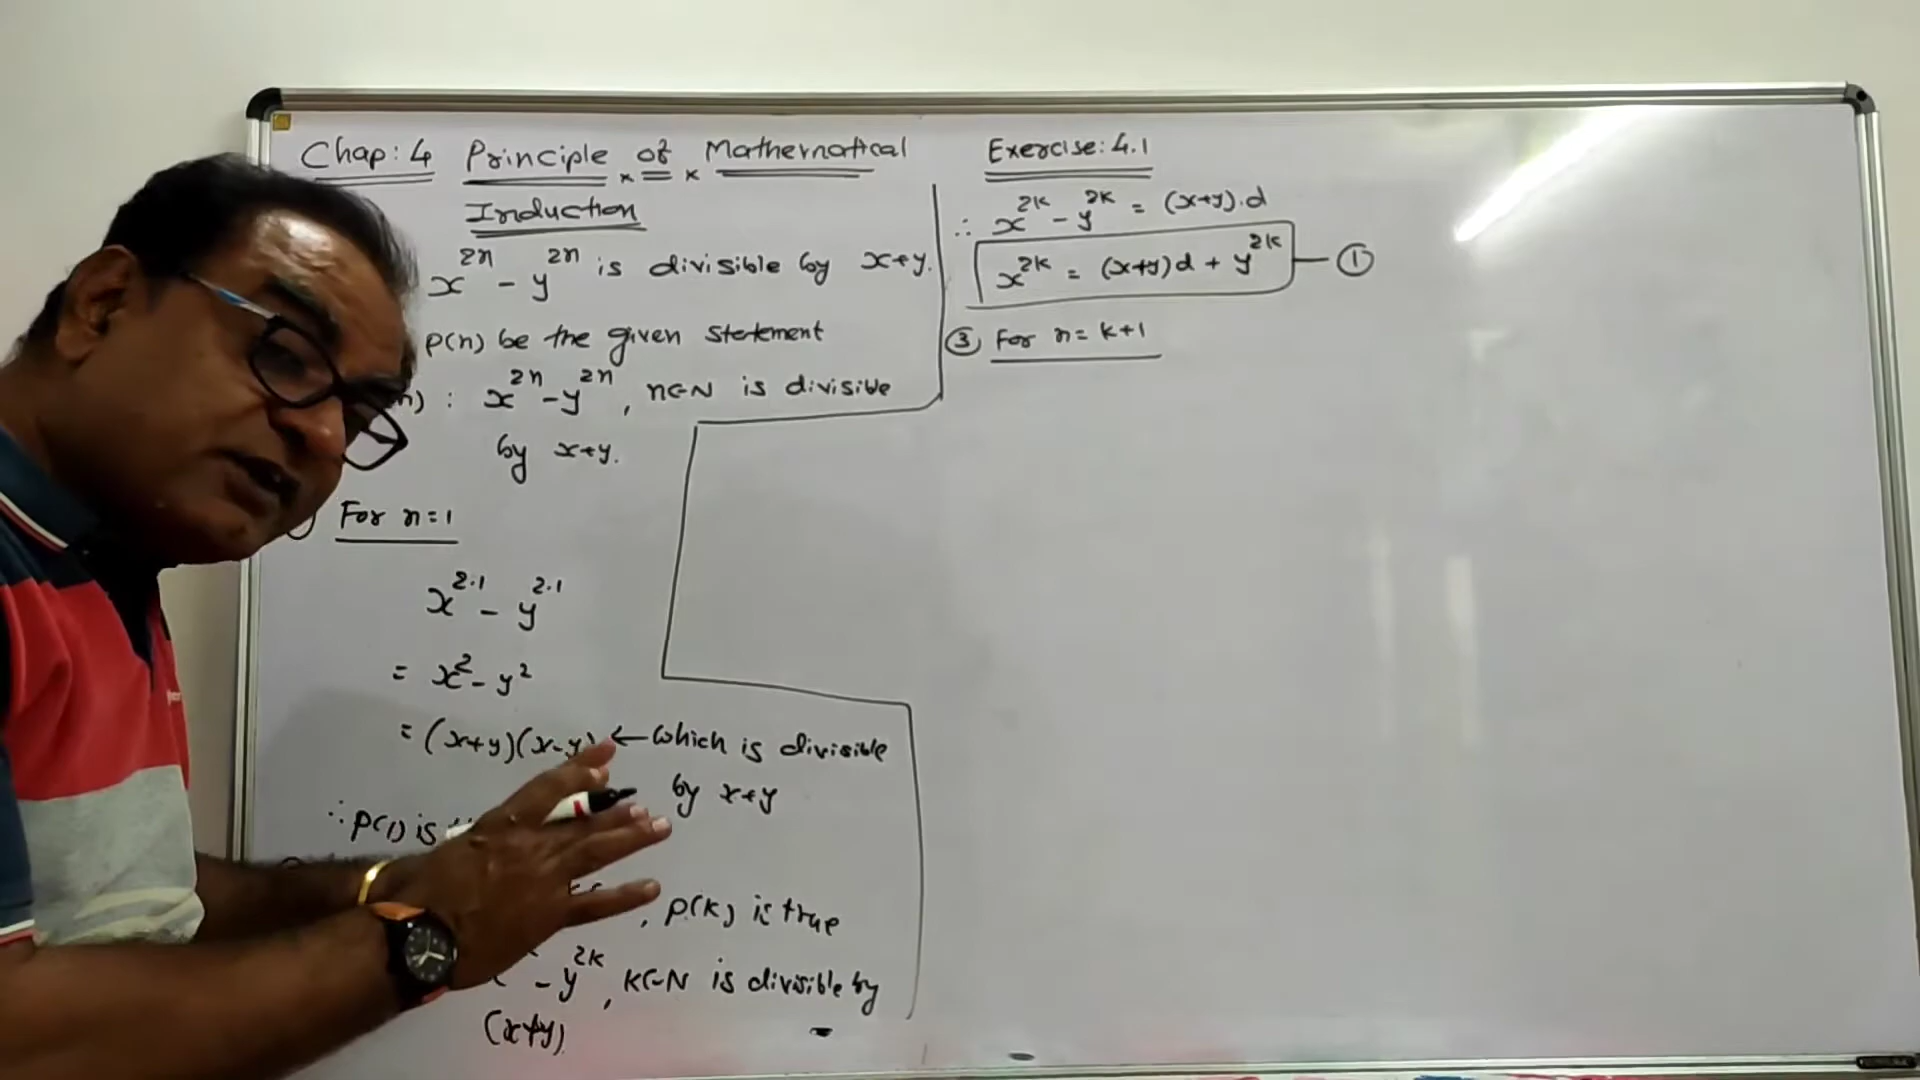 Chap: 4 Principle of Mathematical
Induction
x^2n - y^2n is divisible by x+y.
p(n) be the given statement
n) : x^2n - y^2n, n∈N is divisible
by x+y.
For n=1
x^2·1 - y^2·1
= x^2 - y^2
= (x+y)(x-y) ← which is divisible
by x+y
∴ p(1) is
, p(k) is true
- y^2k, k∈N is divisible by
(x+y)
Exercise: 4.1
∴ x^2k - y^2k = (x+y).d
x^2k = (x+y)d + y^2k — ①
③ For n = k+1